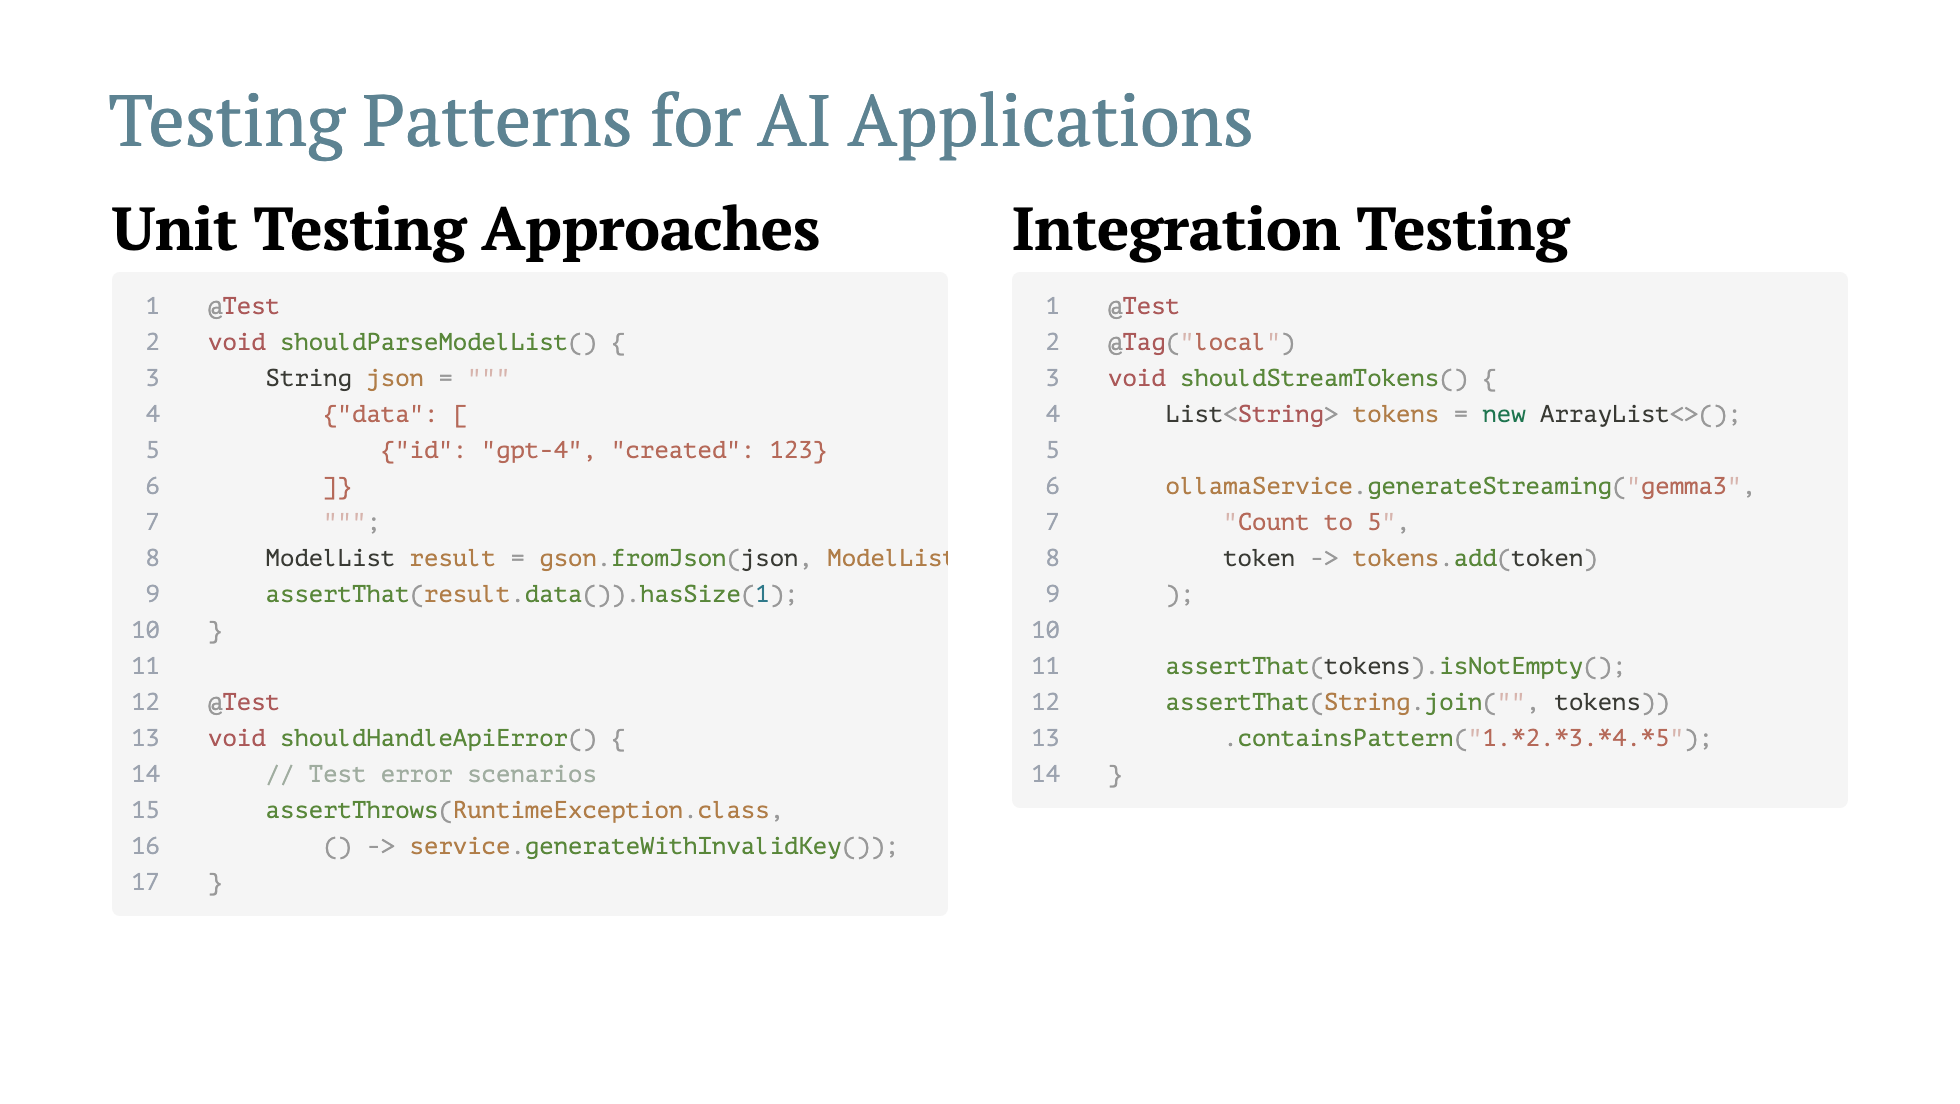 Testing Patterns for AI Applications
Unit Testing Approaches
1 @Test
2 void shouldParseModelList() {
3     String json = """
4         {"data": [
5             {"id": "gpt-4", "created": 123}
6         ]}
7         """;
8     ModelList result = gson.fromJson(json, ModelList
9     assertThat(result.data()).hasSize(1);
10 }
11
12 @Test
13 void shouldHandleApiError() {
14     // Test error scenarios
15     assertThrows(RuntimeException.class,
16         () -> service.generateWithInvalidKey());
17 }
Integration Testing
1 @Test
2 @Tag("local")
3 void shouldStreamTokens() {
4     List<String> tokens = new ArrayList<>();
5
6     ollamaService.generateStreaming("gemma3",
7         "Count to 5",
8         token -> tokens.add(token)
9     );
10
11     assertThat(tokens).isNotEmpty();
12     assertThat(String.join("", tokens))
13         .containsPattern("1.*2.*3.*4.*5");
14 }